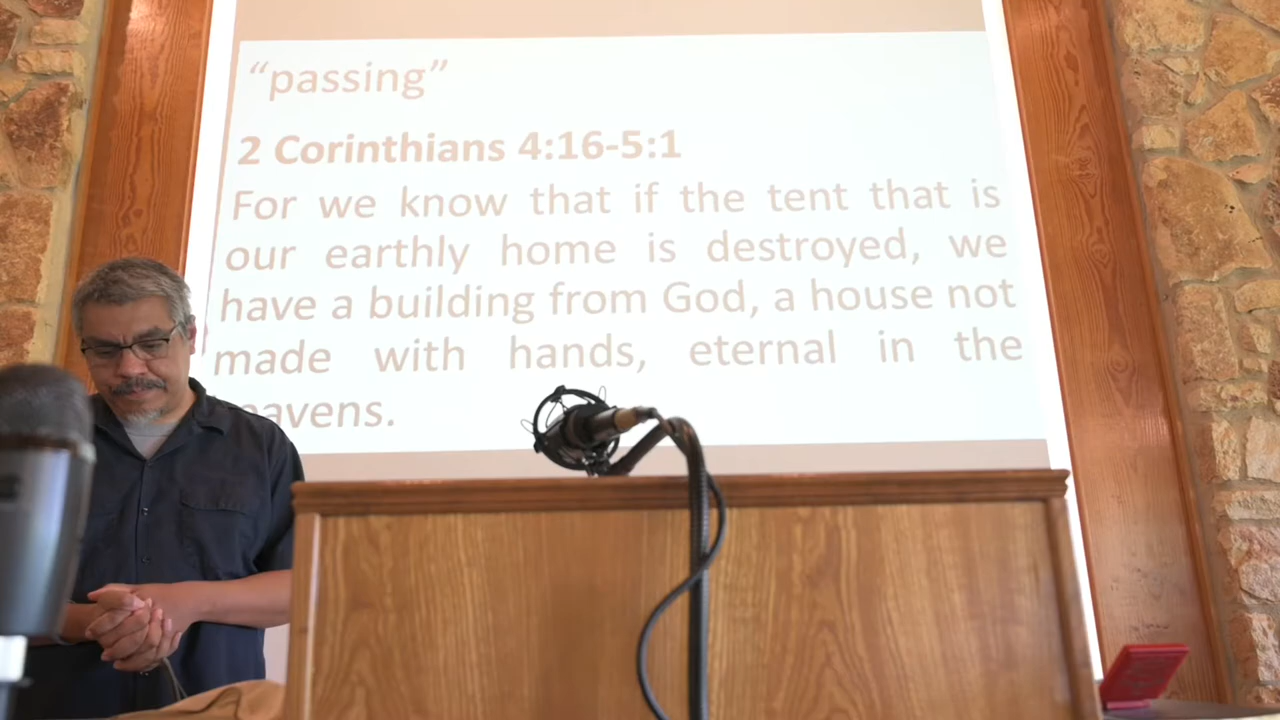 “passing”
2 Corinthians 4:16-5:1
For we know that if the tent that is
our earthly home is destroyed, we
have a building from God, a house not
made with hands, eternal in the
eavens.